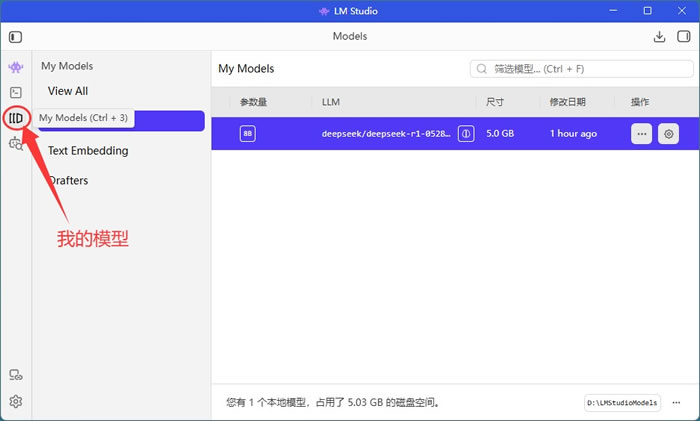 LM Studio
Models
My Models
View All
My Models (Ctrl + 3)
Text Embedding
Drafters
我的模型
My Models
筛选模型... (Ctrl + F)
参数量 LLM 尺寸 修改日期 操作
8B deepseek/deepseek-r1-0528... 5.0 GB 1 hour ago
您有 1 个本地模型，占用了 5.03 GB 的磁盘空间。
D:\LMStudioModels